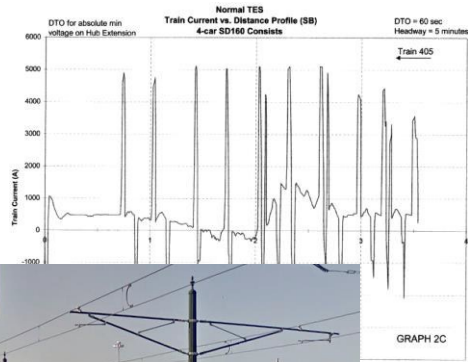 Normal TES
Train Current vs. Distance Profile (SB)
4-car SD160 Consists
DTO for absolute min
voltage on Hub Extension
DTO = 60 sec
Headway = 5 minutes
Train 405
6000
5000
4000
3000
2000
1000
0
-1000
Train Current (A)
0
1
2
3
GRAPH 2C